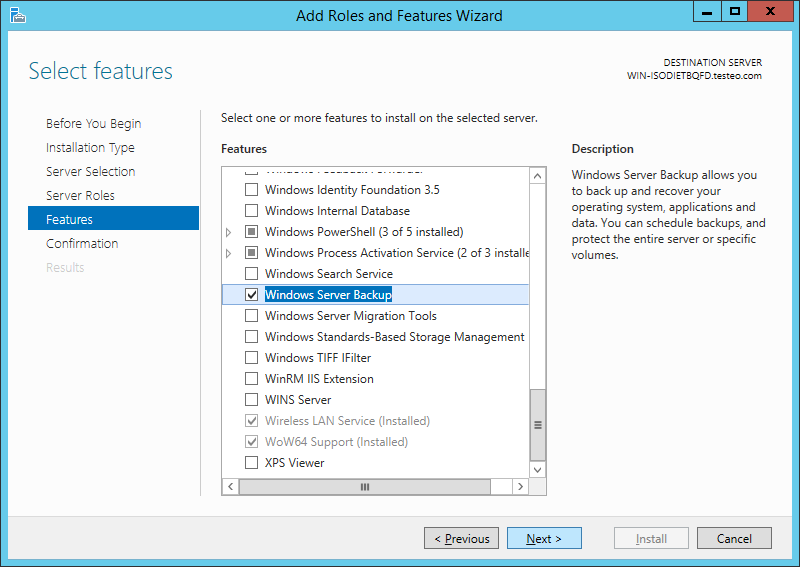 Add Roles and Features Wizard
Select features
DESTINATION SERVER
WIN-ISODIETBQFD.testeo.com
Before You Begin
Installation Type
Server Selection
Server Roles
Features
Confirmation
Results
Select one or more features to install on the selected server.
Features
Windows Identity Foundation 3.5
Windows Internal Database
Windows PowerShell (3 of 5 installed)
Windows Process Activation Service (2 of 3 installe
Windows Search Service
Windows Server Backup
Windows Server Migration Tools
Windows Standards-Based Storage Management
Windows TIFF IFilter
WinRM IIS Extension
WINS Server
Wireless LAN Service (Installed)
WoW64 Support (Installed)
XPS Viewer
Description
Windows Server Backup allows you
to back up and recover your
operating system, applications and
data. You can schedule backups, and
protect the entire server or specific
volumes.
< Previous
Next >
Install
Cancel